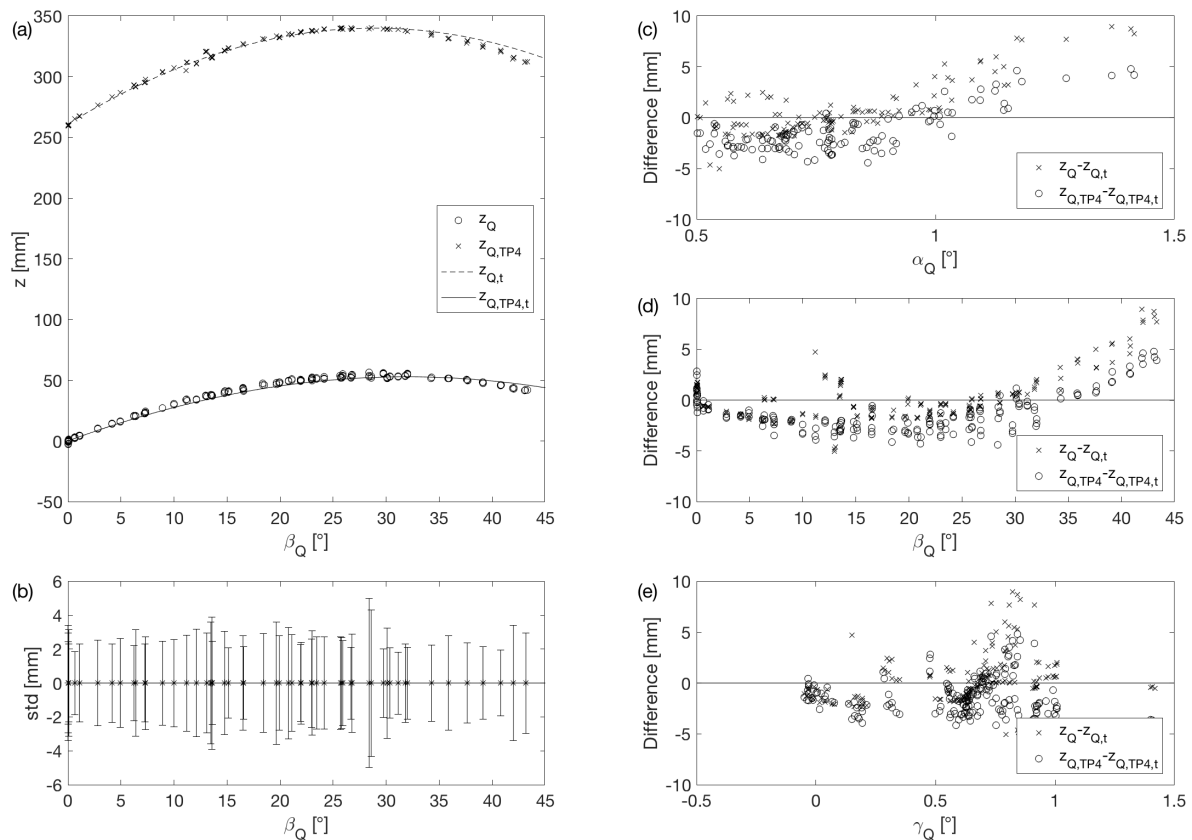 (a)
400
350
300
250
200
150
100
50
0
-50
z [mm]
z_Q
z_Q,TP4
z_Q,t
z_Q,TP4,t
0 5 10 15 20 25 30 35 40 45
β_Q [°]
(b)
6
4
2
0
-2
-4
-6
std [mm]
0 5 10 15 20 25 30 35 40 45
β_Q [°]
(c)
10
5
0
-5
-10
Difference [mm]
z_Q-z_Q,t
z_Q,TP4-z_Q,TP4,t
0.5 1 1.5
α_Q [°]
(d)
10
5
0
-5
-10
Difference [mm]
z_Q-z_Q,t
z_Q,TP4-z_Q,TP4,t
0 5 10 15 20 25 30 35 40 45
β_Q [°]
(e)
10
5
0
-5
-10
Difference [mm]
z_Q-z_Q,t
z_Q,TP4-z_Q,TP4,t
-0.5 0 0.5 1 1.5
γ_Q [°]